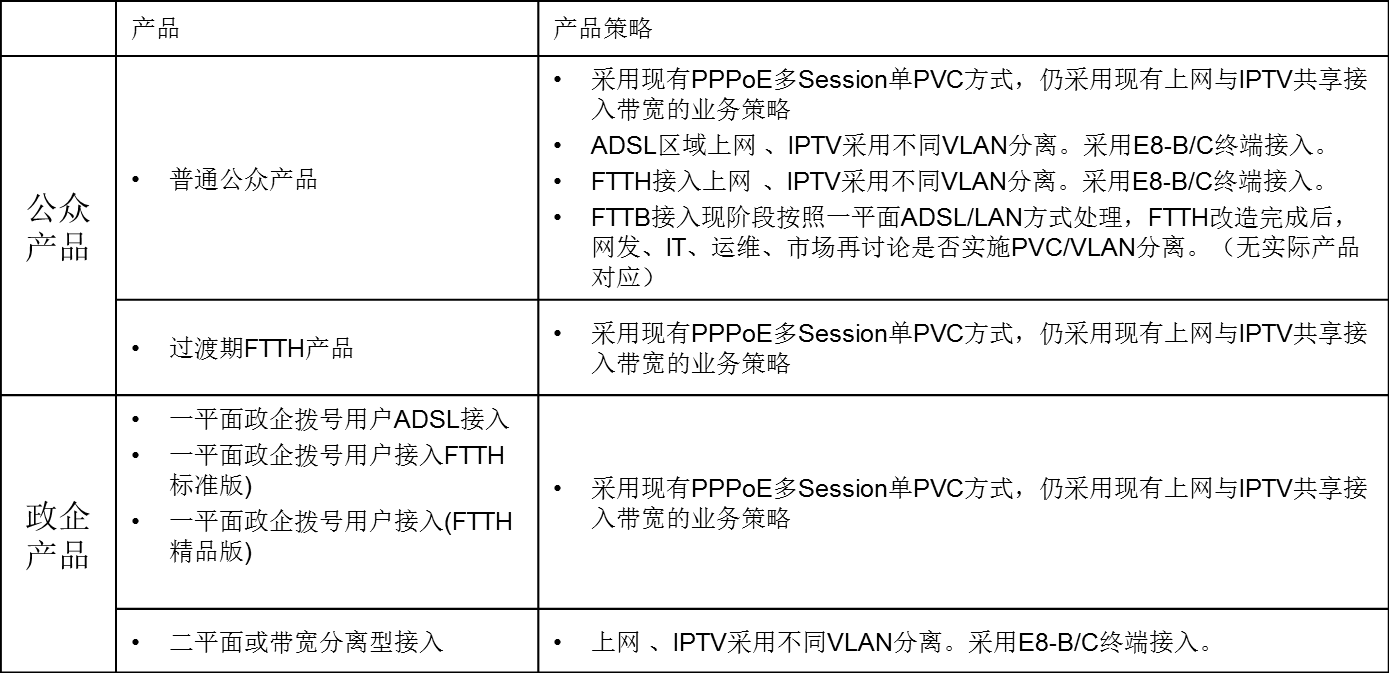 产品
产品策略
公众
产品
• 普通公众产品
• 采用现有PPPoE多Session单PVC方式，仍采用现有上网与IPTV共享接
入带宽的业务策略
• ADSL区域上网 、IPTV采用不同VLAN分离。采用E8-B/C终端接入。
• FTTH接入上网 、IPTV采用不同VLAN分离。采用E8-B/C终端接入。
• FTTB接入现阶段按照一平面ADSL/LAN方式处理，FTTH改造完成后，
网发、IT、运维、市场再讨论是否实施PVC/VLAN分离。（无实际产品
对应）
• 过渡期FTTH产品
• 采用现有PPPoE多Session单PVC方式，仍采用现有上网与IPTV共享接
入带宽的业务策略
政企
产品
• 一平面政企拨号用户ADSL接入
• 一平面政企拨号用户接入FTTH
标准版)
• 一平面政企拨号用户接入(FTTH
精品版)
• 采用现有PPPoE多Session单PVC方式，仍采用现有上网与IPTV共享接
入带宽的业务策略
• 二平面或带宽分离型接入
• 上网 、IPTV采用不同VLAN分离。采用E8-B/C终端接入。